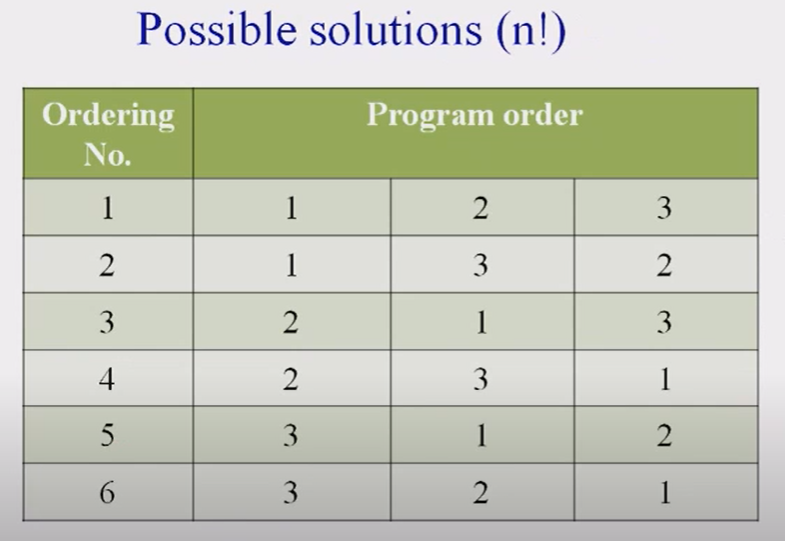 Possible solutions (n!)
Ordering No. Program order
1 1 2 3
2 1 3 2
3 2 1 3
4 2 3 1
5 3 1 2
6 3 2 1